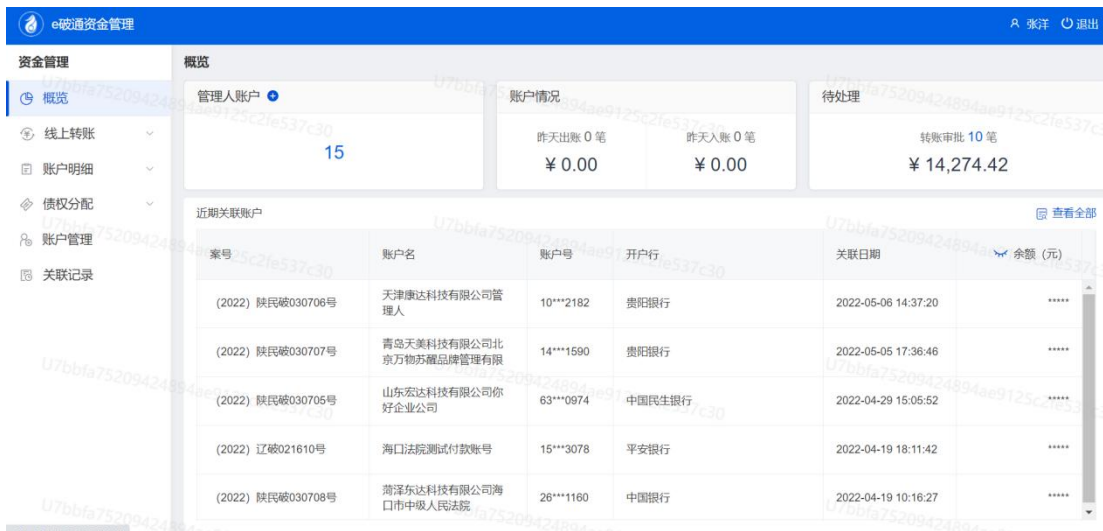 e破通资金管理
张洋 退出
资金管理
概览
线上转账
账户明细
债权分配
账户管理
关联记录
概览
管理人账户
15
账户情况
昨天出账 0 笔
¥ 0.00
昨天入账 0 笔
¥ 0.00
待处理
转账审批 10 笔
¥ 14,274.42
近期关联账户
查看全部
案号 账户名 账户号 开户行 关联日期 余额（元）
(2022) 陕民破030706号 天津康达科技有限公司管 10***2182 贵阳银行 2022-05-06 14:37:20 *****
理人
(2022) 陕民破030707号 青岛天美科技有限公司北 14***1590 贵阳银行 2022-05-05 17:36:46 *****
京万物苏醒品牌管理有限
(2022) 陕民破030705号 山东宏达科技有限公司你 63***0974 中国民生银行 2022-04-29 15:05:52 *****
好企业公司
(2022) 辽破021610号 海口法院测试付款账号 15***3078 平安银行 2022-04-19 18:11:42 *****
(2022) 陕民破030708号 菏泽东达科技有限公司海 26***1160 中国银行 2022-04-19 10:16:27 *****
口市中级人民法院
U7bbfa75209424894ae9125c2fe537c30